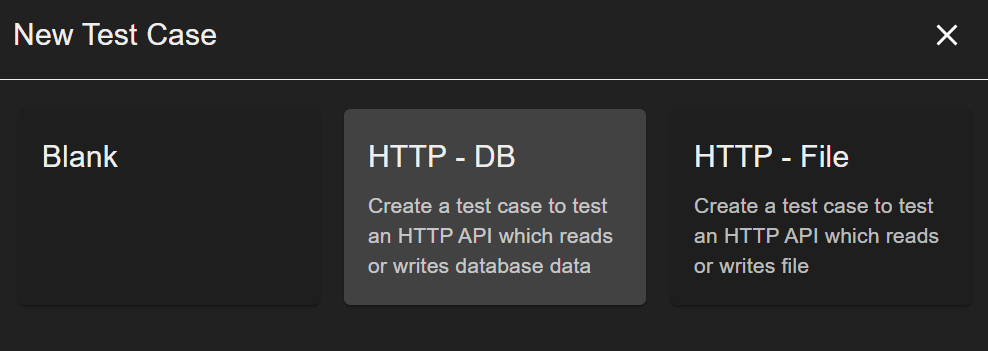 New Test Case
Blank
HTTP - DB
Create a test case to test
an HTTP API which reads
or writes database data
HTTP - File
Create a test case to test
an HTTP API which reads
or writes file